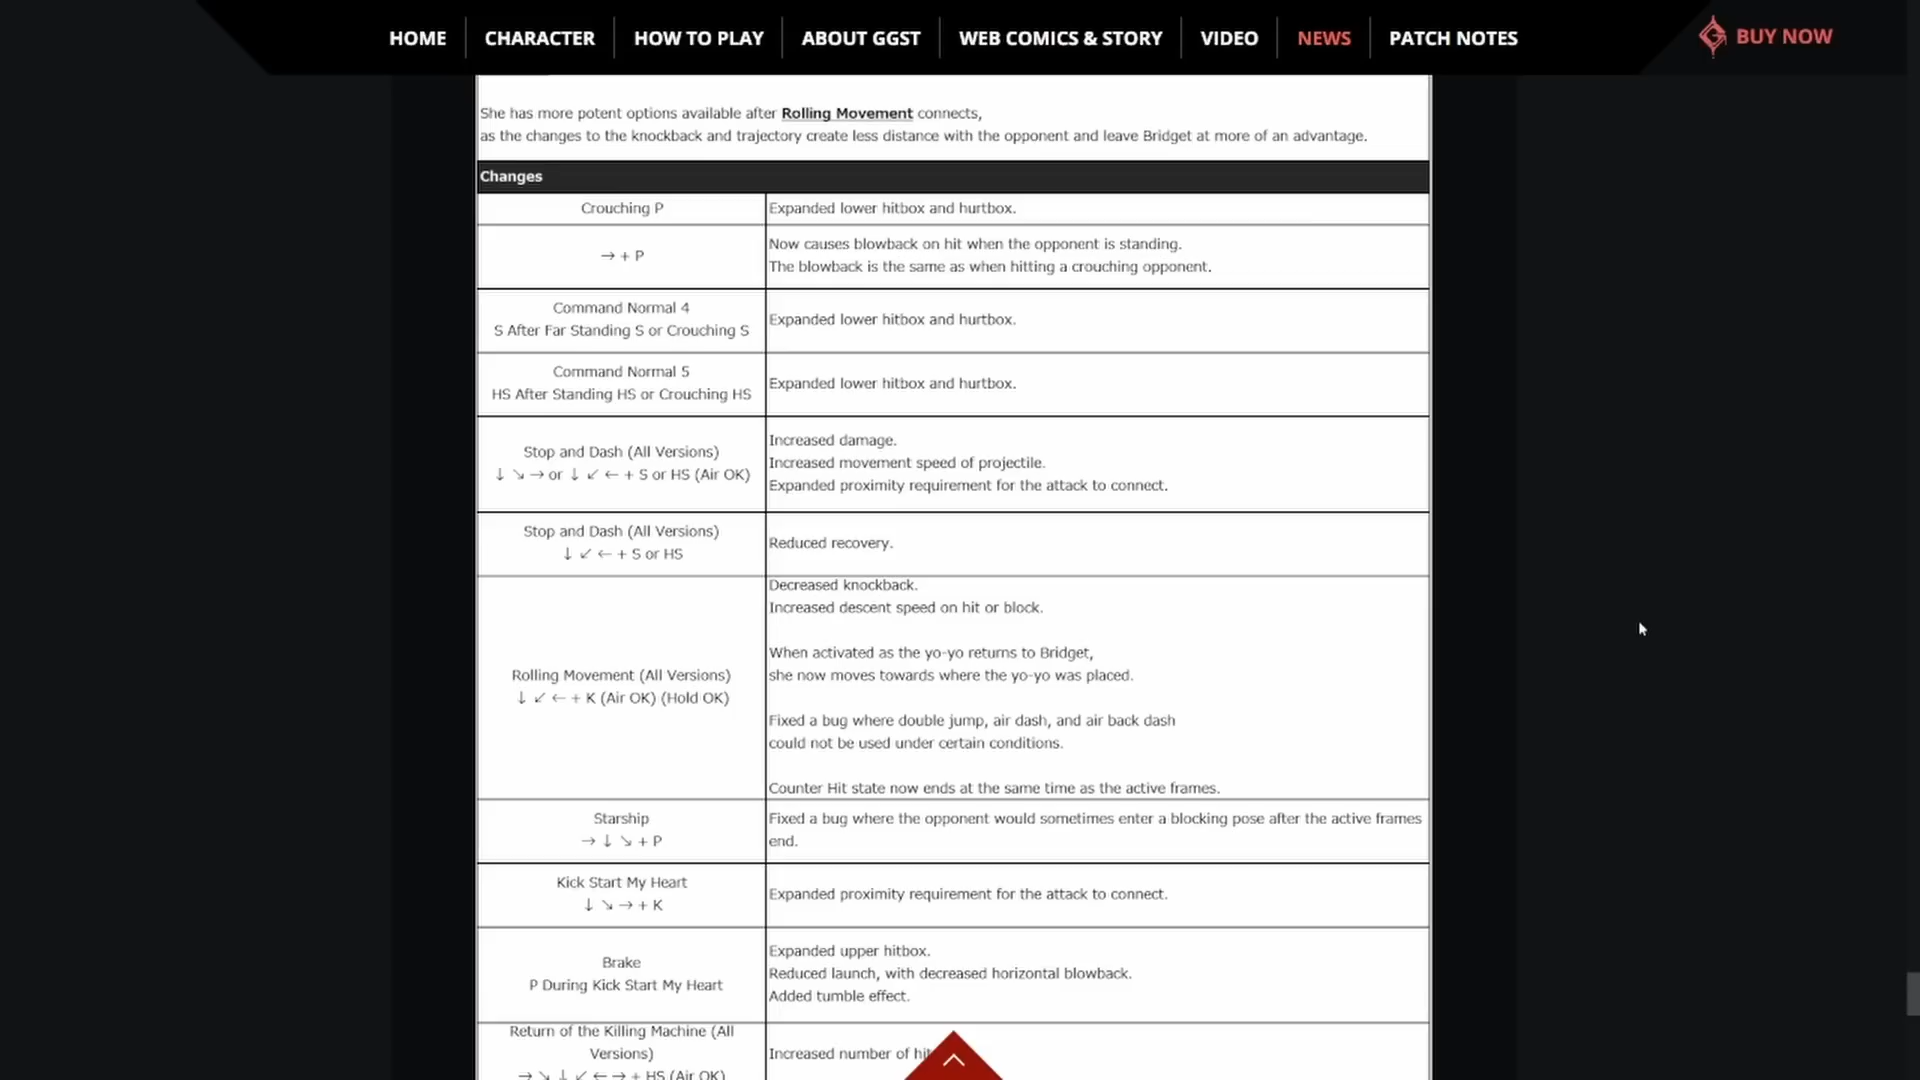 HOME
CHARACTER
HOW TO PLAY
ABOUT GGST
WEB COMICS & STORY
VIDEO
NEWS
PATCH NOTES
BUY NOW
She has more potent options available after Rolling Movement connects,
as the changes to the knockback and trajectory create less distance with the opponent and leave Bridget at more of an advantage.
Changes
Crouching P
Expanded lower hitbox and hurtbox.
→ + P
Now causes blowback on hit when the opponent is standing.
The blowback is the same as when hitting a crouching opponent.
Command Normal 4
S After Far Standing S or Crouching S
Expanded lower hitbox and hurtbox.
Command Normal 5
HS After Standing HS or Crouching HS
Expanded lower hitbox and hurtbox.
Stop and Dash (All Versions)
↓ ↘ → or ↓ ↙ ← + S or HS (Air OK)
Increased damage.
Increased movement speed of projectile.
Expanded proximity requirement for the attack to connect.
Stop and Dash (All Versions)
↓ ↙ ← + S or HS
Reduced recovery.
Rolling Movement (All Versions)
↓ ↙ ← + K (Air OK) (Hold OK)
Decreased knockback.
Increased descent speed on hit or block.
When activated as the yo-yo returns to Bridget,
she now moves towards where the yo-yo was placed.
Fixed a bug where double jump, air dash, and air back dash
could not be used under certain conditions.
Counter Hit state now ends at the same time as the active frames.
Starship
→ ↓ ↘ + P
Fixed a bug where the opponent would sometimes enter a blocking pose after the active frames
end.
Kick Start My Heart
↓ ↘ → + K
Expanded proximity requirement for the attack to connect.
Brake
P During Kick Start My Heart
Expanded upper hitbox.
Reduced launch, with decreased horizontal blowback.
Added tumble effect.
Return of the Killing Machine (All
Versions)
→ ↘ ↓ ↙ ← → + HS (Air OK)
Increased number of hit